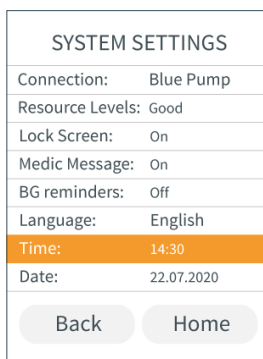 SYSTEM SETTINGS
Connection: Blue Pump
Resource Levels: Good
Lock Screen: On
Medic Message: On
BG reminders: Off
Language: English
Time: 14:30
Date: 22.07.2020
Back Home